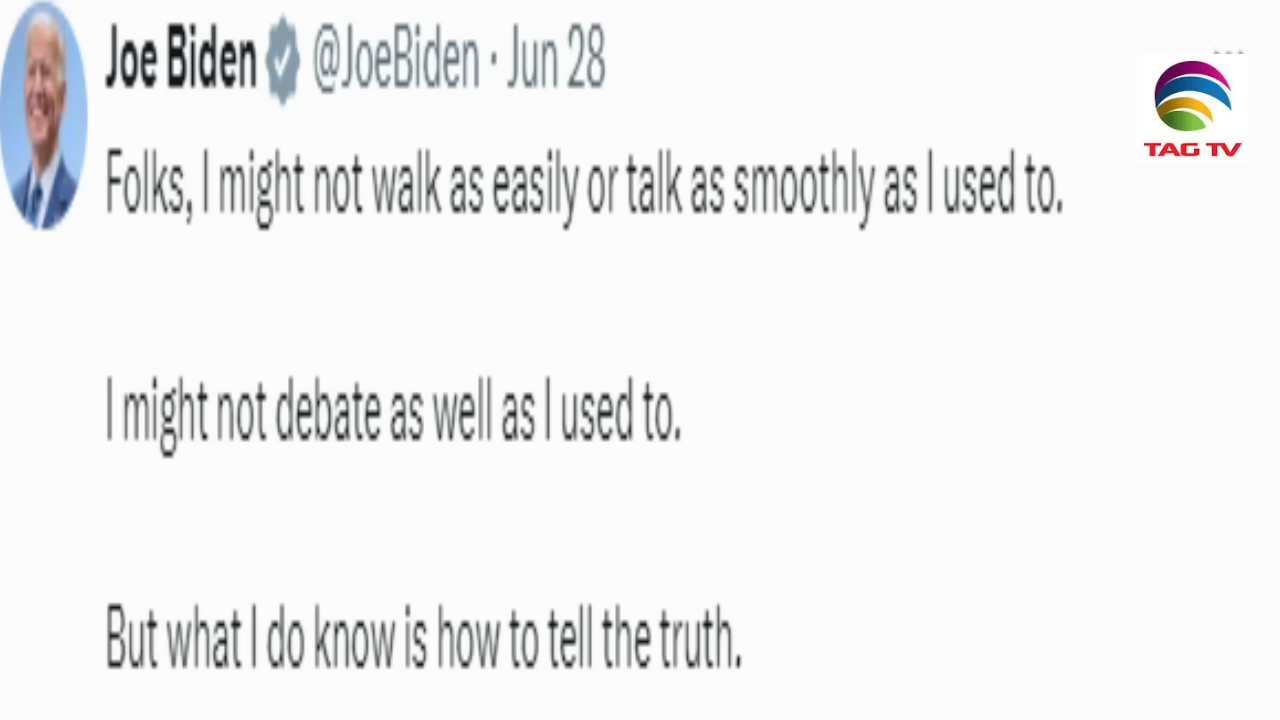 Joe Biden @JoeBiden · Jun 28
TAG TV
Folks, I might not walk as easily or talk as smoothly as I used to.
I might not debate as well as I used to.
But what I do know is how to tell the truth.